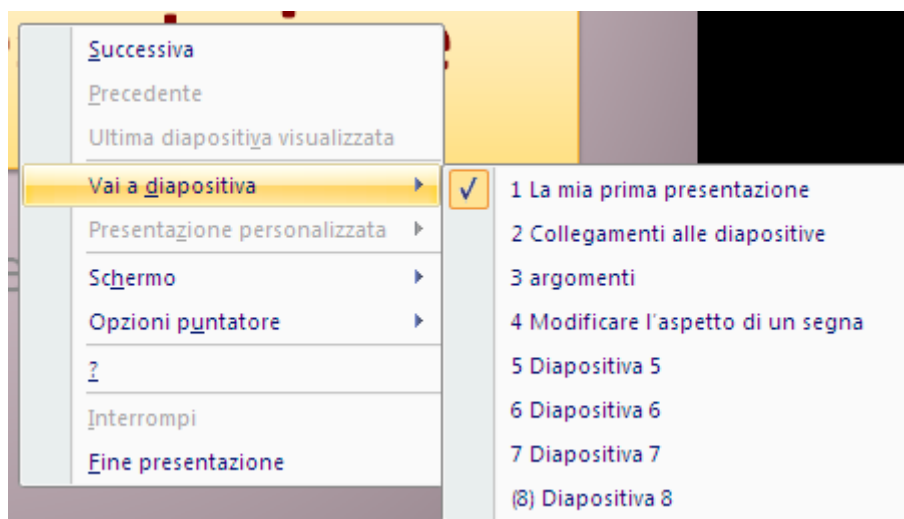 Successiva
Precedente
Ultima diapositiva visualizzata
Vai a diapositiva
Presentazione personalizzata
Schermo
Opzioni puntatore
?
Interrompi
Fine presentazione
1 La mia prima presentazione
2 Collegamenti alle diapositive
3 argomenti
4 Modificare l'aspetto di un segna
5 Diapositiva 5
6 Diapositiva 6
7 Diapositiva 7
(8) Diapositiva 8